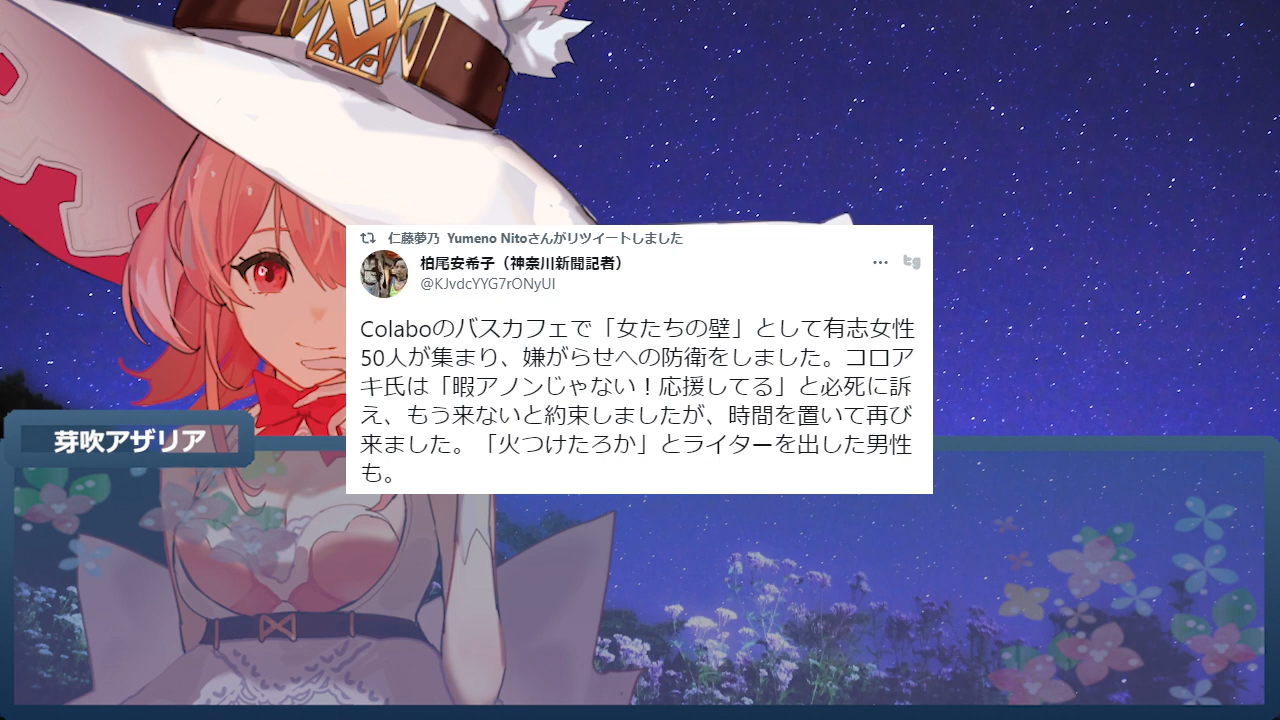 仁藤夢乃 Yumeno Nitoさんがリツイートしました
柏尾安希子（神奈川新聞記者）
@KJvdcYYG7rONyUI
Colaboのバスカフェで「女たちの壁」として有志女性
50人が集まり、嫌がらせへの防衛をしました。コロア
キ氏は「暇アノンじゃない！応援してる」と必死に訴
え、もう来ないと約束しましたが、時間を置いて再び
来ました。「火つけたろか」とライターを出した男性
も。
芽吹アザリア